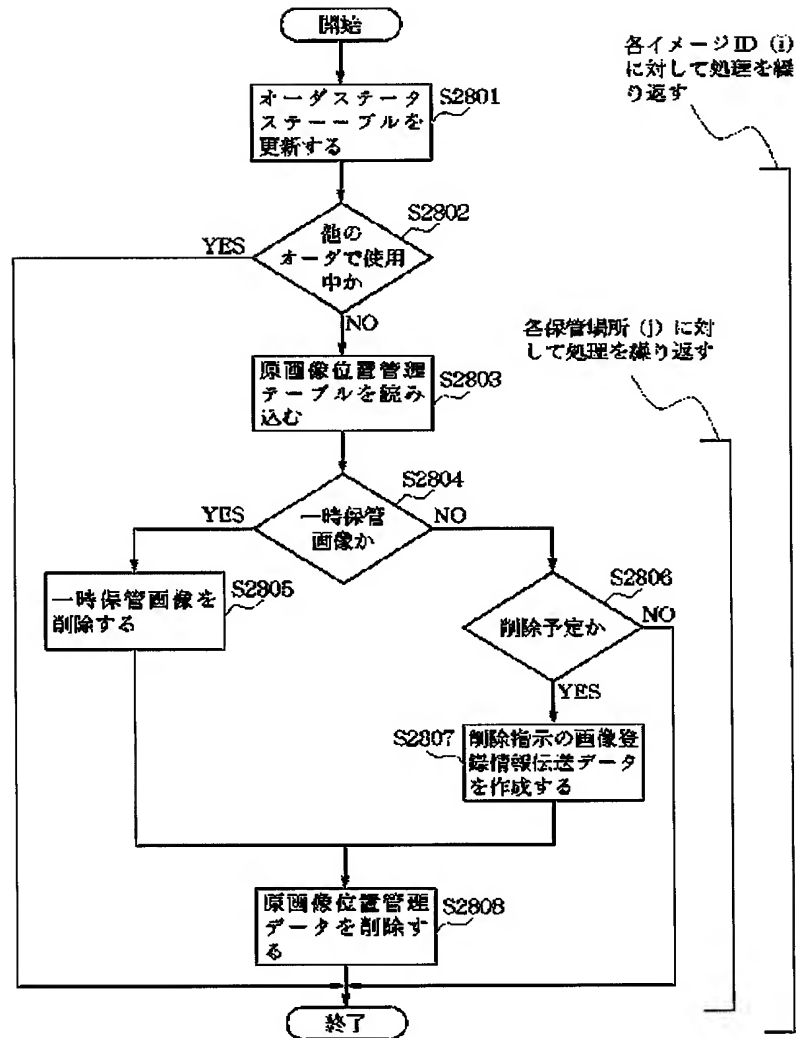 開始
各イメージID (i)
に対して処理を繰
り返す
オーダステータ
ステーブルを
更新する
S2801
他の
オーダで使用
中か
S2802
YES
NO
各保管場所 (j) に対
して処理を繰り返す
原画像位置管理
テーブルを読み
込む
S2803
一時保管
画像か
S2804
YES
NO
一時保管画像を
削除する
S2805
削除予定か
S2806
NO
YES
S2807
削除指示の画像登
録情報伝送データ
を作成する
原画像位置管理
データを削除す
る
S2808
終了